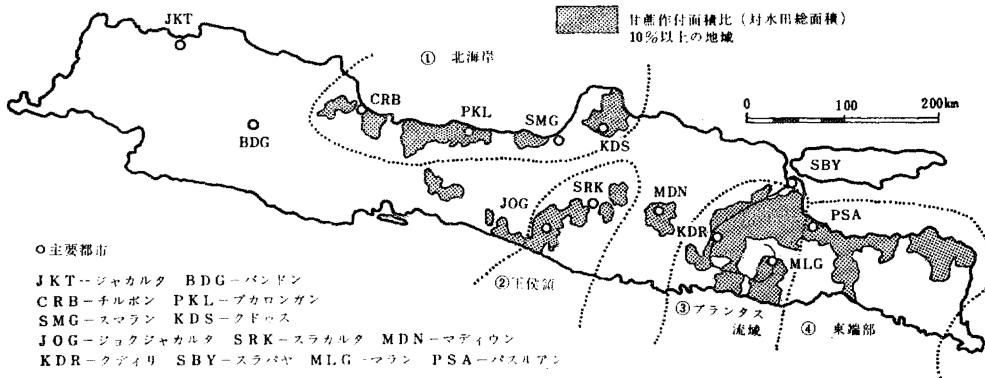 JKT
甘蔗作付面積比(対水田総面積)
10%以上の地域
① 北海岸
CRB
PKL
SMG
KDS
BDG
0 100 200km
SBY
SRK
MDN
JOG
KDR
PSA
MLG
②王侯領
③ブランタス
流域
④ 東端部
○主要都市
JKT--ジャカルタ BDG--バンドン
CRB--チルボン PKL--プカロンガン
SMG--スマラン KDS--クドゥス
JOG--ジョクジャカルタ SRK--スラカルタ MDN--マディウン
KDR--クディリ SBY--スラバヤ MLG--マラン PSA--パスルアン